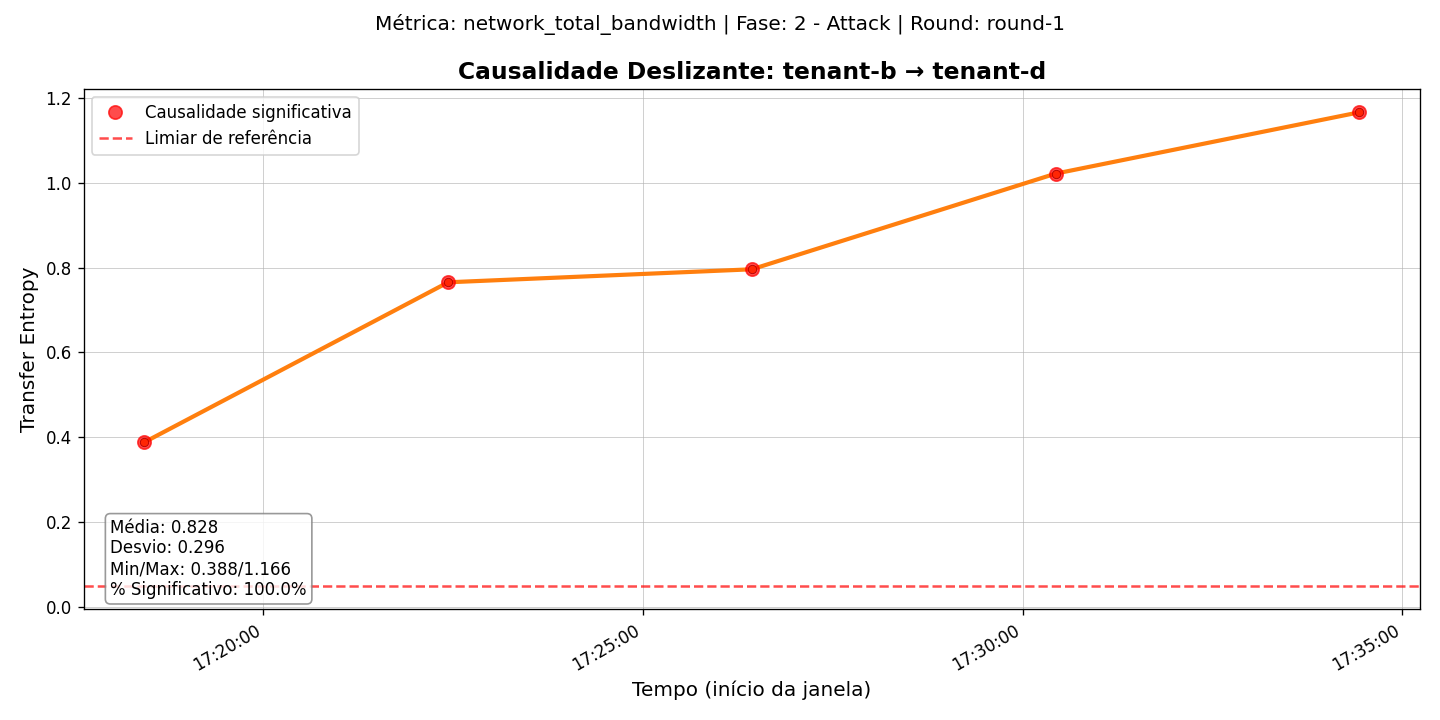 Métrica: network_total_bandwidth | Fase: 2 - Attack | Round: round-1
Causalidade Deslizante: tenant-b → tenant-d
Causalidade significativa
Limiar de referência
Transfer Entropy
1.2
1.0
0.8
0.6
0.4
0.2
0.0
Média: 0.828
Desvio: 0.296
Min/Max: 0.388/1.166
% Significativo: 100.0%
17:20:00
17:25:00
17:30:00
17:35:00
Tempo (início da janela)